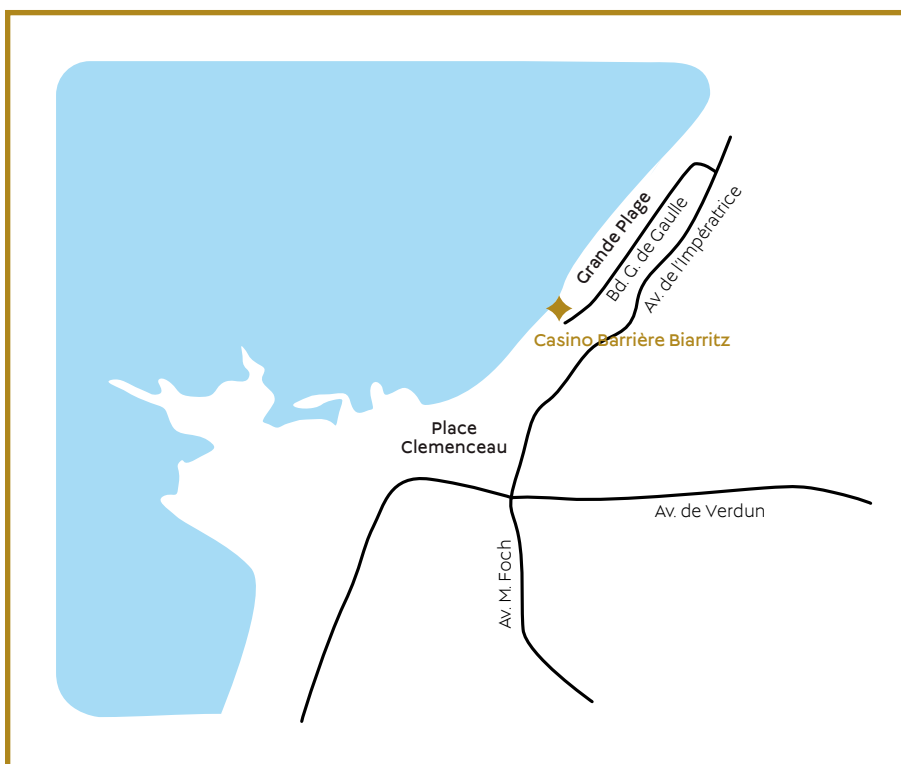 Grande Plage
Bd. G. de Gaulle
Av. de l'Impératrice
Casino Barrière Biarritz
Place
Clemenceau
Av. de Verdun
Av. M. Foch